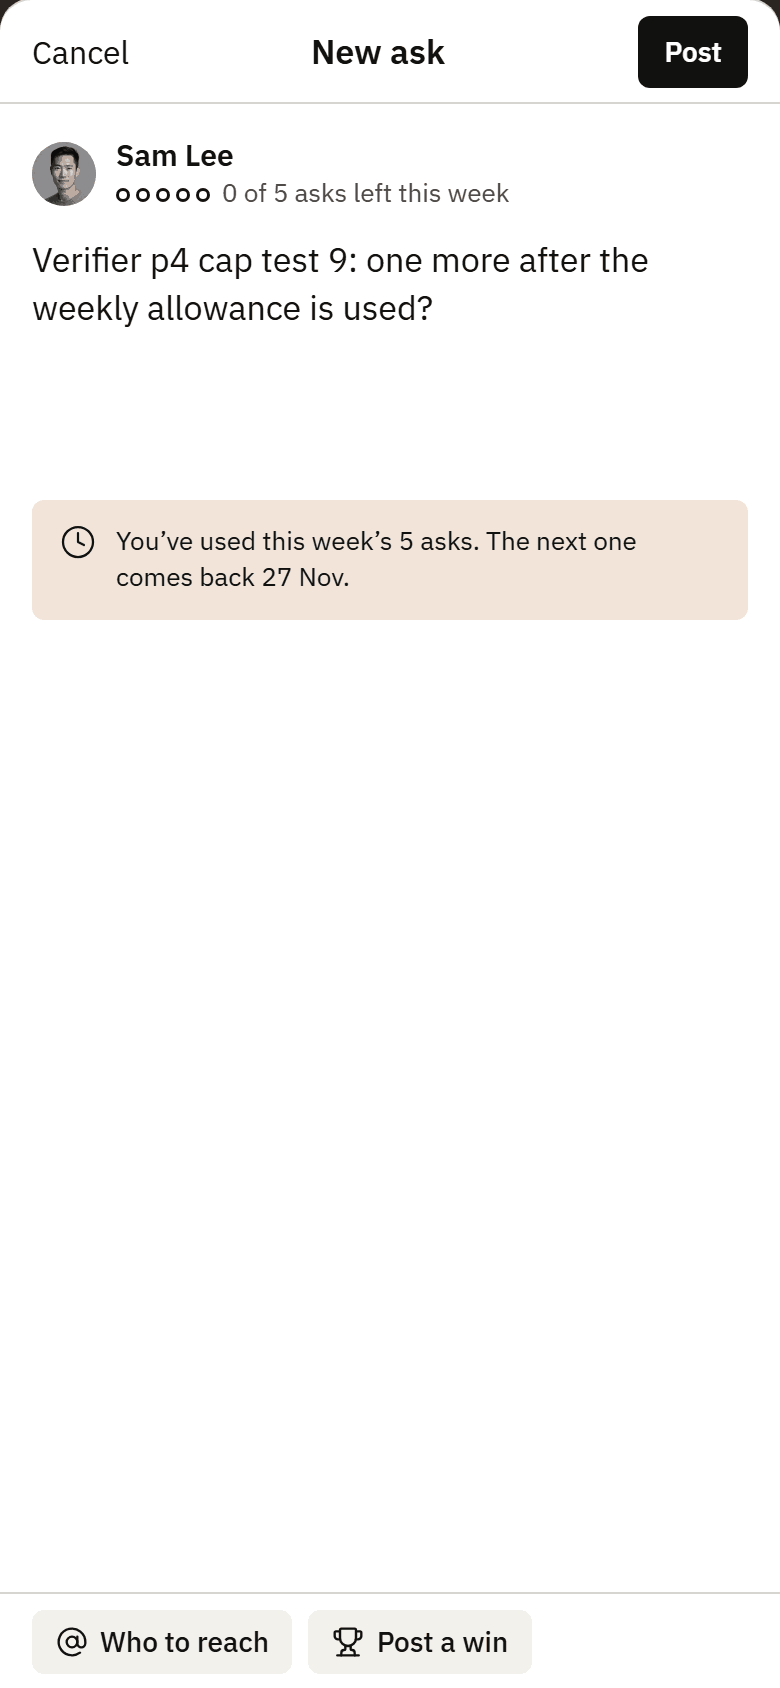 Cancel
New ask
Post
Sam Lee
0 of 5 asks left this week
Verifier p4 cap test 9: one more after the
weekly allowance is used?
You’ve used this week’s 5 asks. The next one
comes back 27 Nov.
Who to reach
Post a win